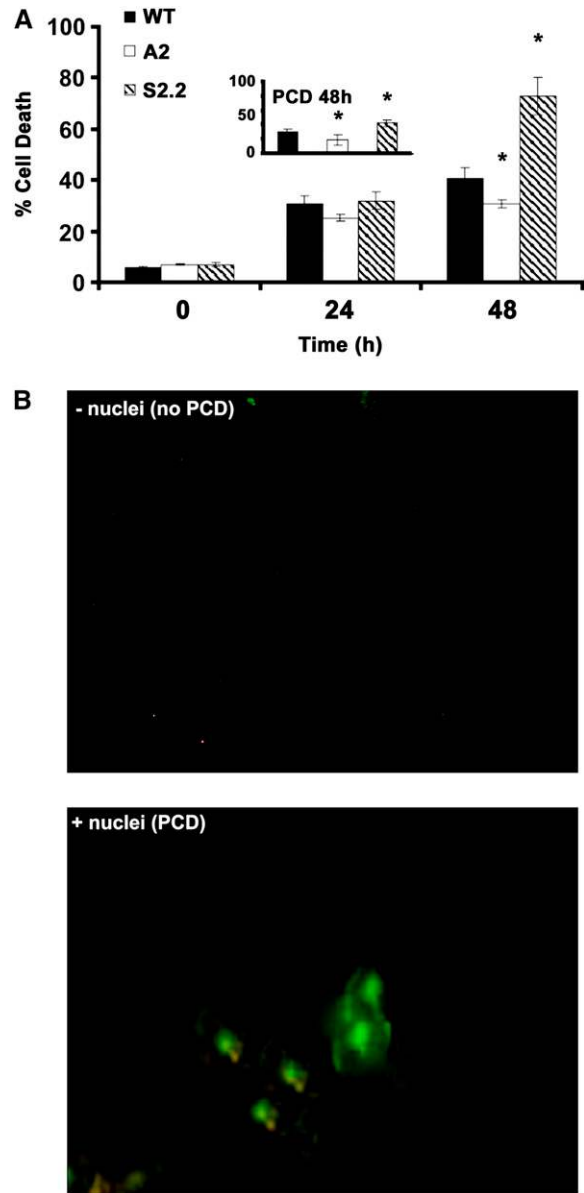 A
WT
A2
S2.2
% Cell Death
100
80
60
40
20
0
PCD 48h
100
50
0
*
*
*
*
0 24 48
Time (h)
B
- nuclei (no PCD)
+ nuclei (PCD)